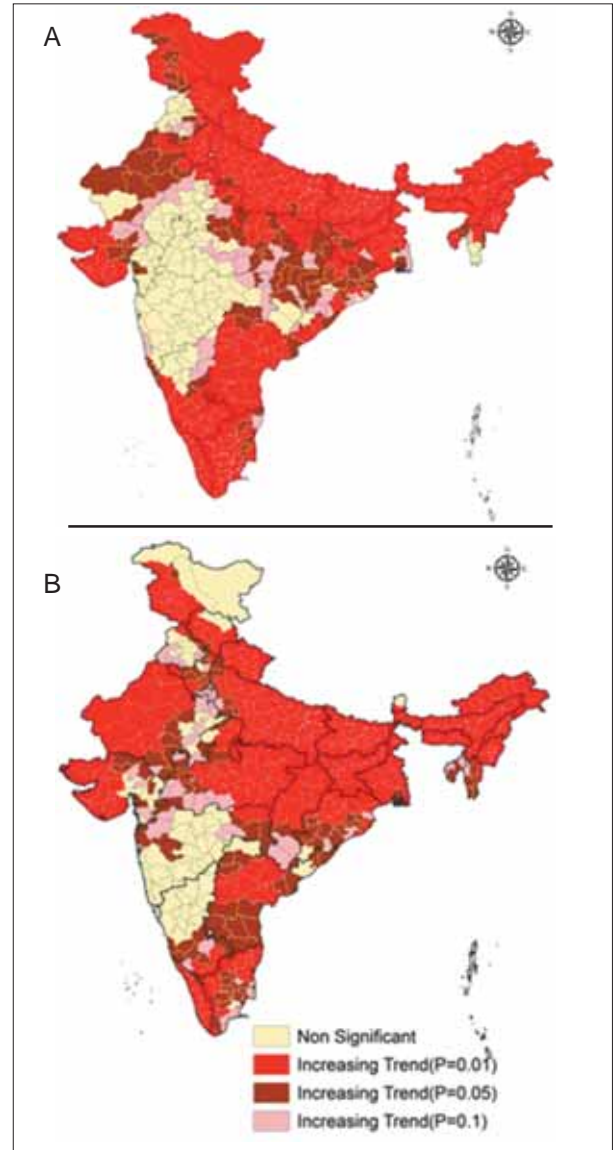 A
B
Non Significant
Increasing Trend(P=0.01)
Increasing Trend(P=0.05)
Increasing Trend(P=0.1)